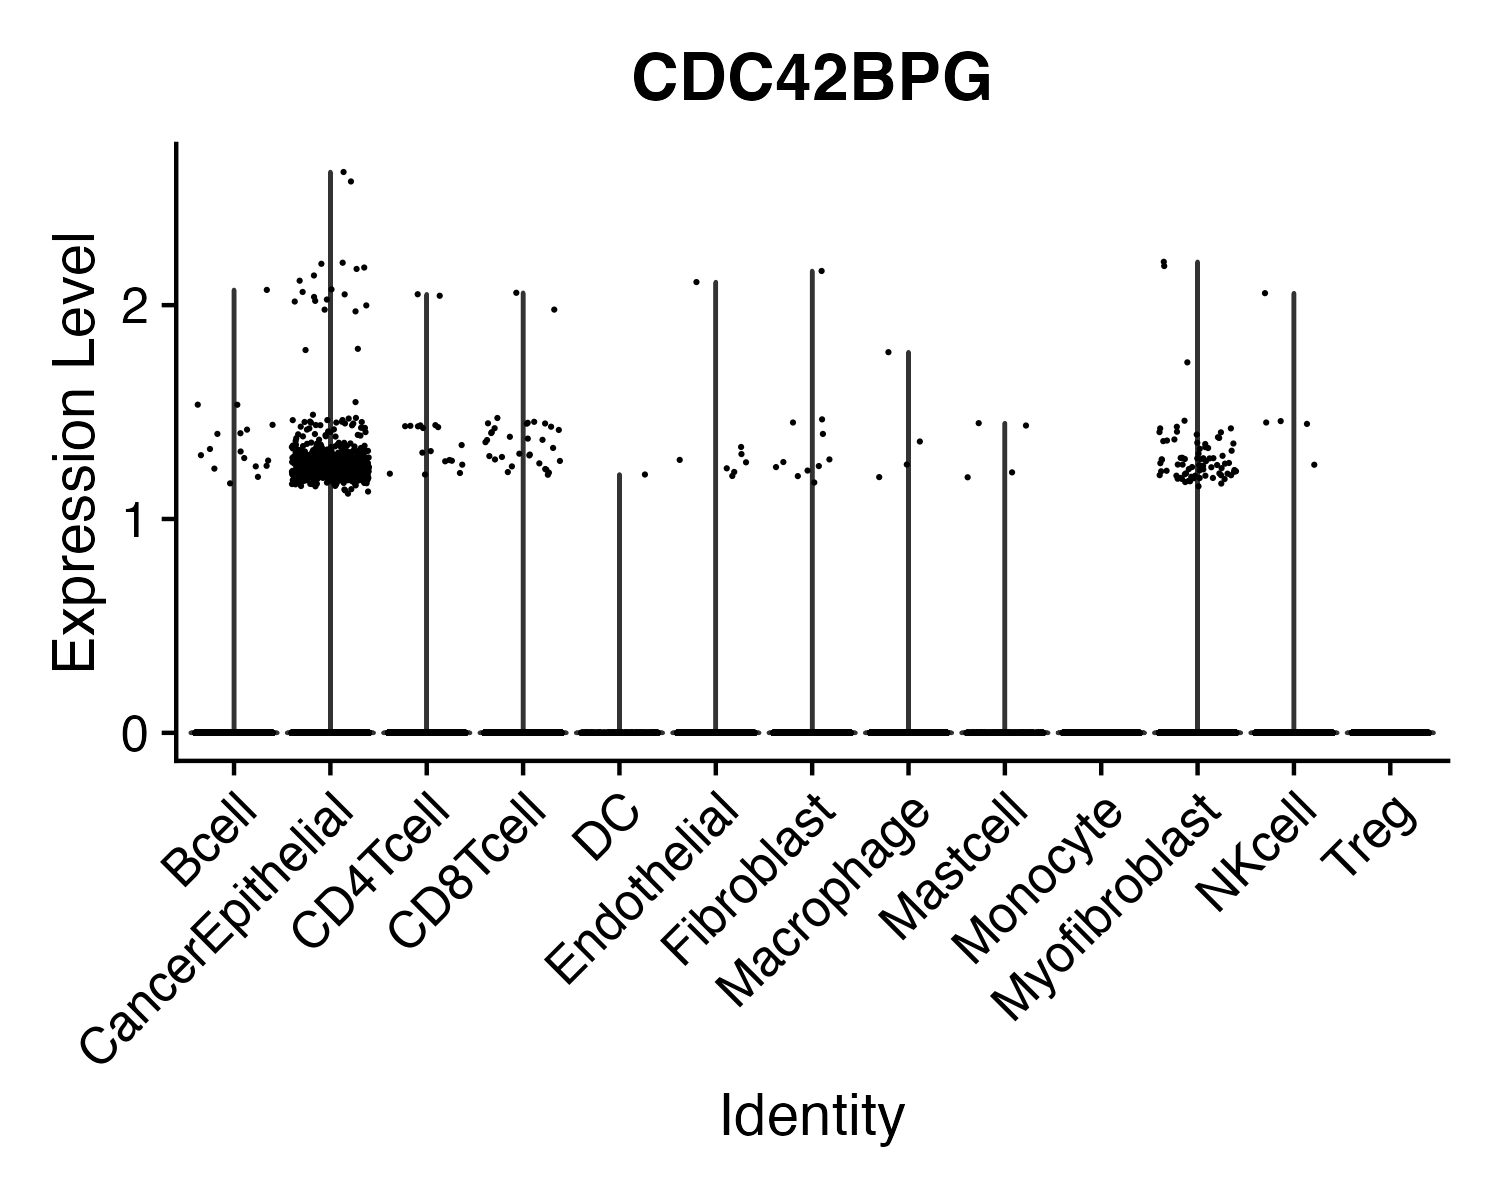 CDC42BPG
Expression Level
2
1
0
Bcell
CancerEpithelial
CD4Tcell
CD8Tcell
DC
Endothelial
Fibroblast
Macrophage
Mastcell
Monocyte
Myofibroblast
NKcell
Treg
Identity